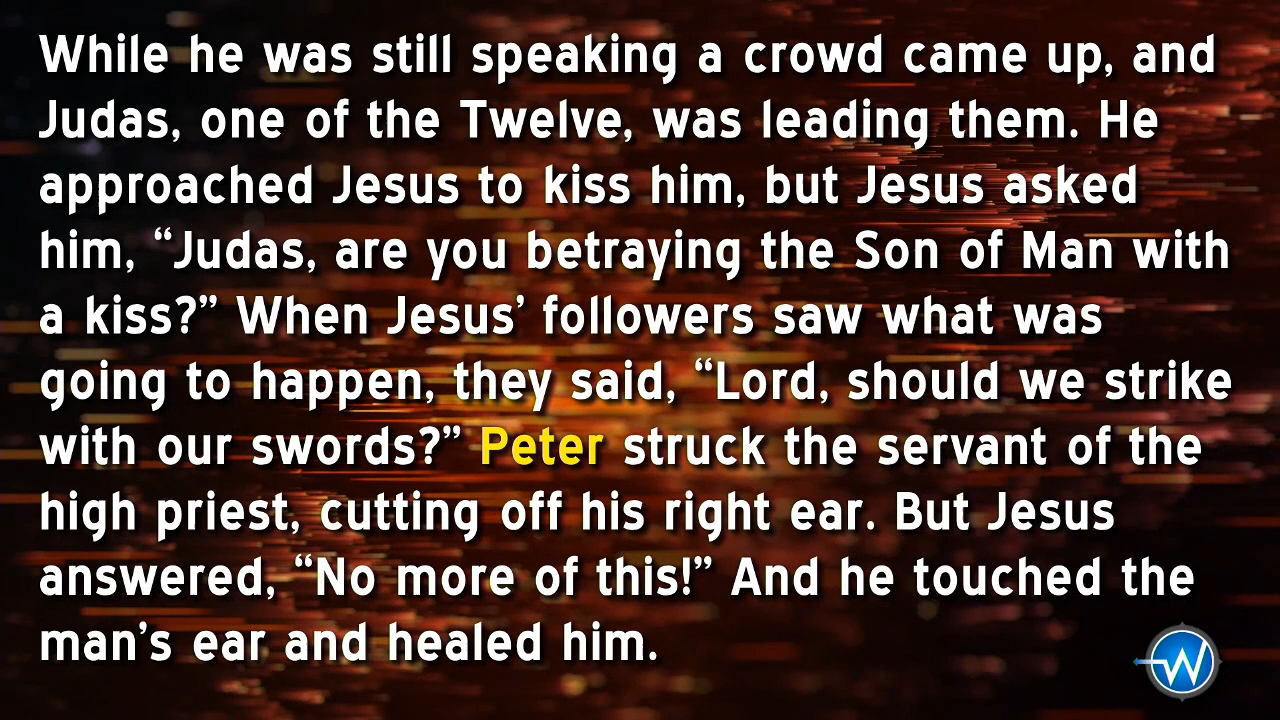 While he was still speaking a crowd came up, and
Judas, one of the Twelve, was leading them. He
approached Jesus to kiss him, but Jesus asked
him, “Judas, are you betraying the Son of Man with
a kiss?” When Jesus’ followers saw what was
going to happen, they said, “Lord, should we strike
with our swords?” Peter struck the servant of the
high priest, cutting off his right ear. But Jesus
answered, “No more of this!” And he touched the
man’s ear and healed him.
W